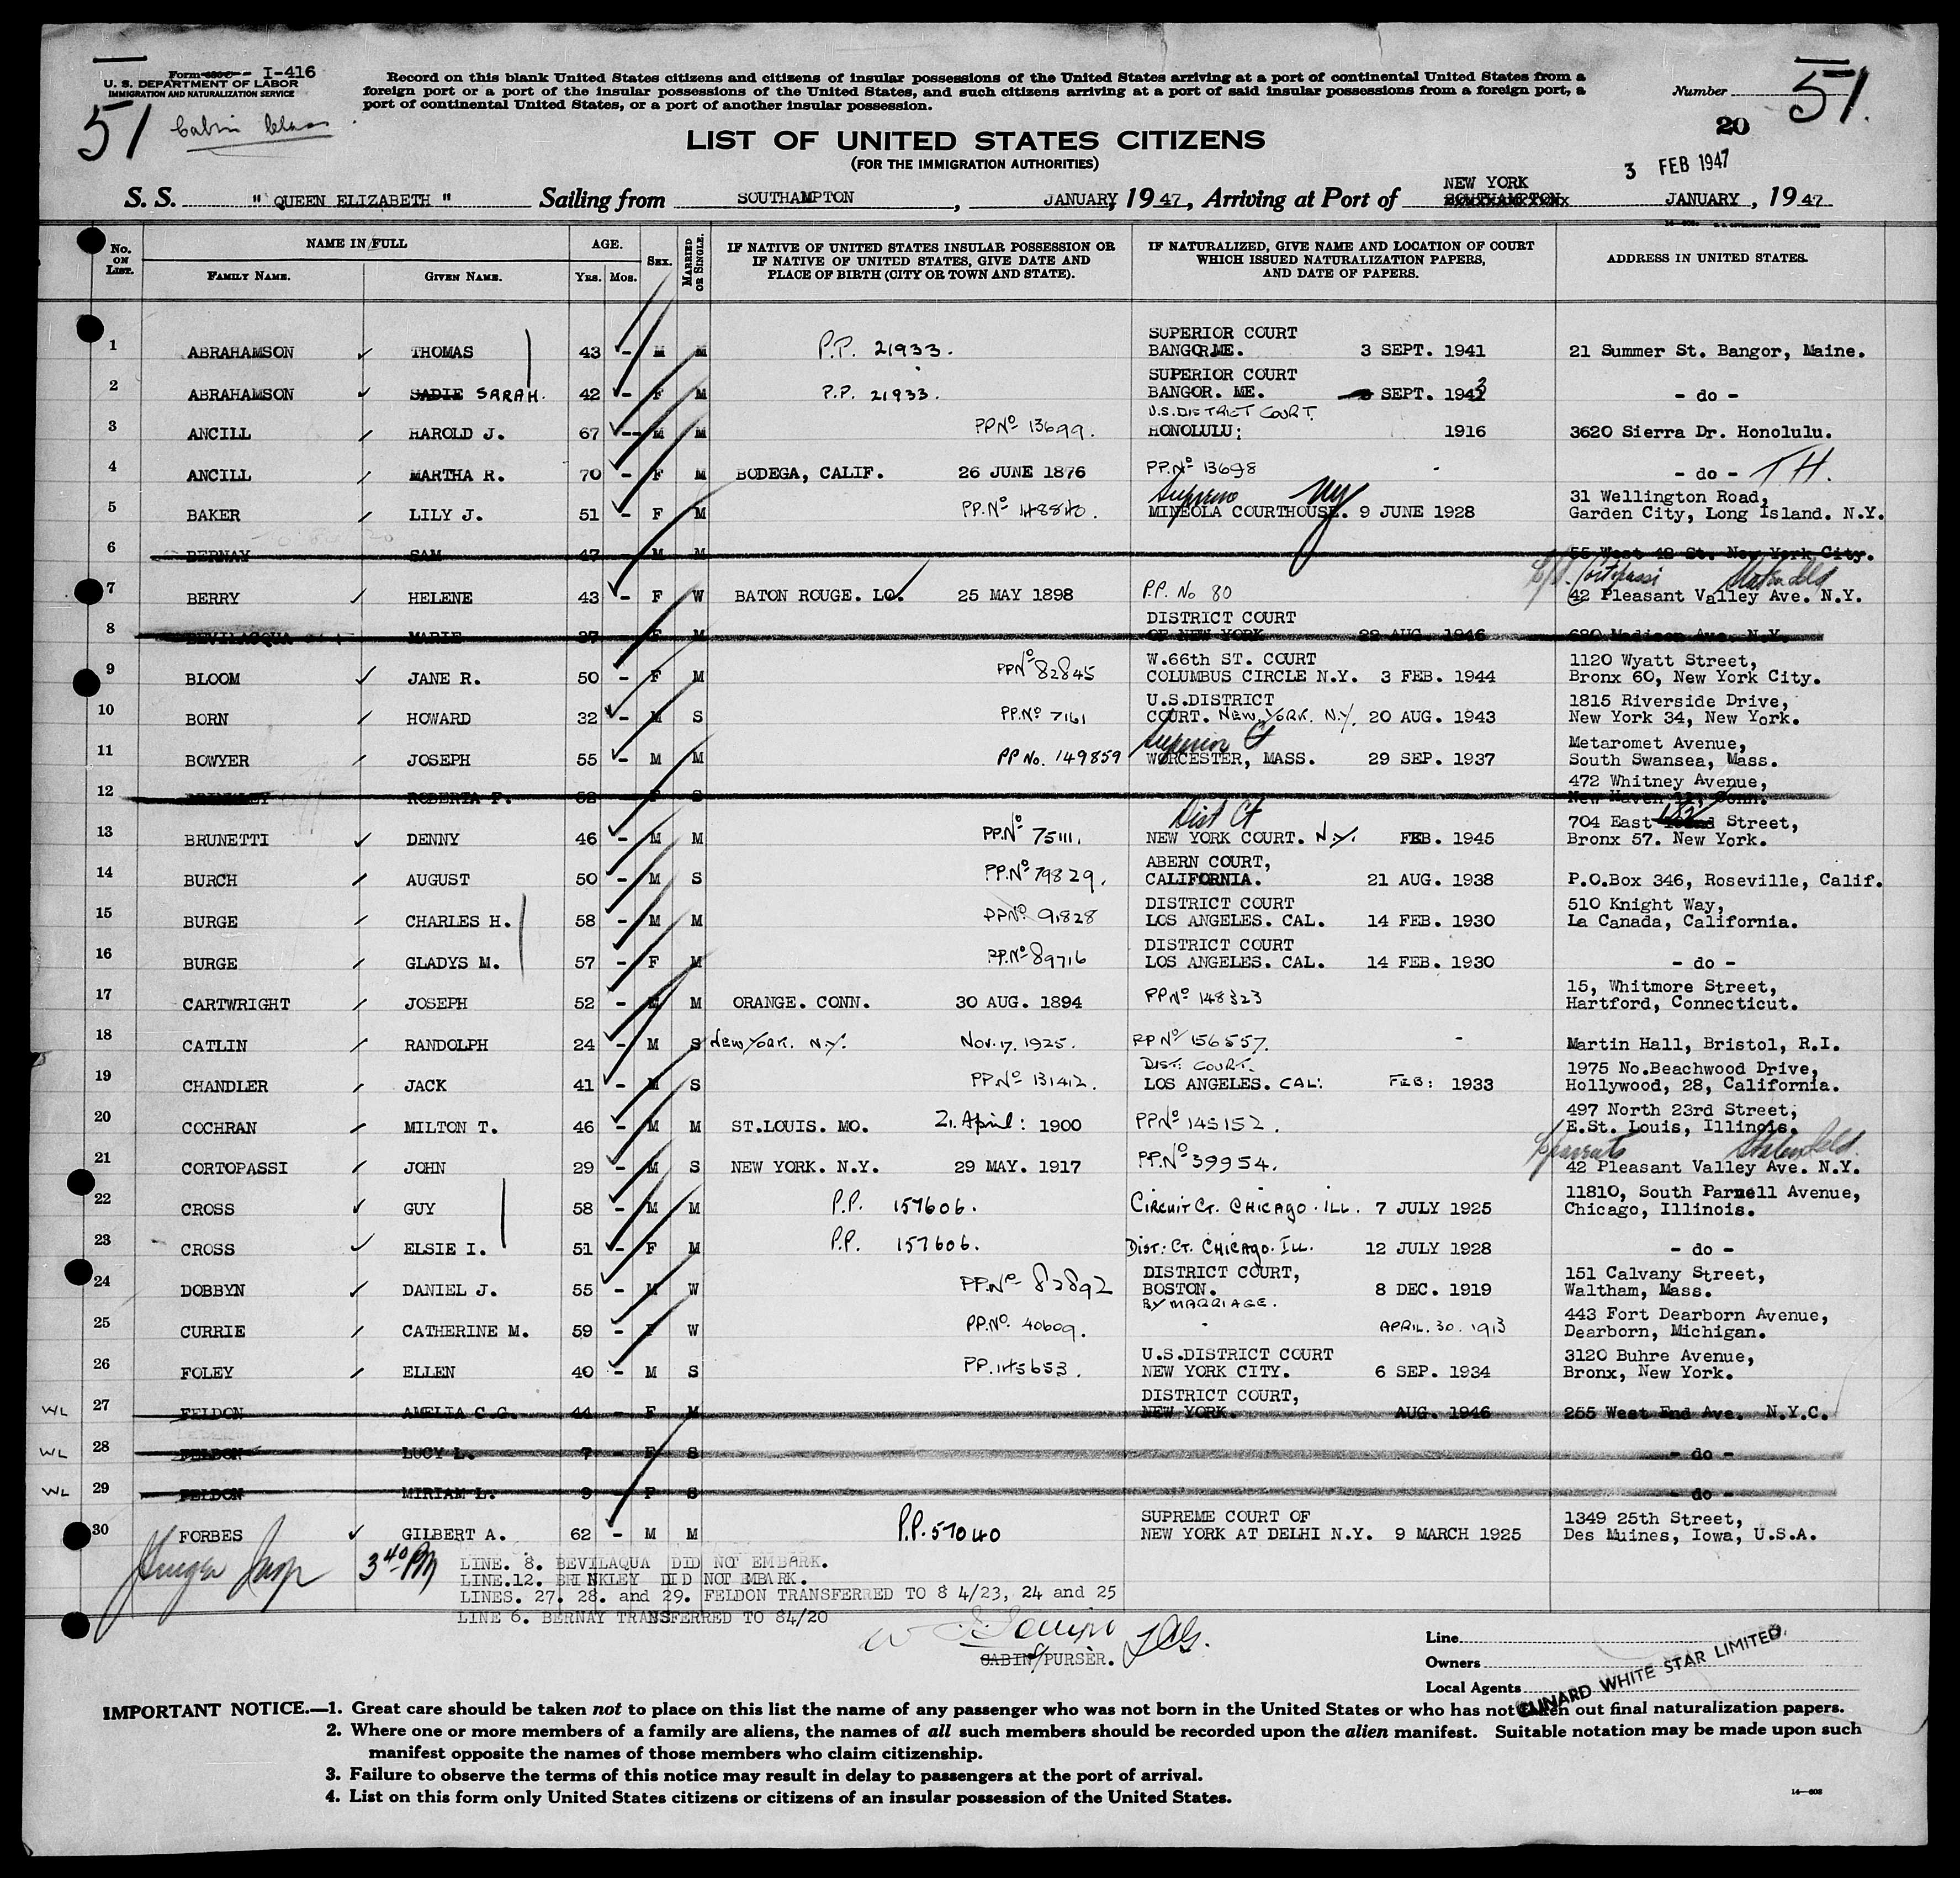 Form I-416
U. S. DEPARTMENT OF LABOR
IMMIGRATION AND NATURALIZATION SERVICE
51 Cabin Class
Record on this blank United States citizens and citizens of insular possessions of the United States arriving at a port of continental United States from a
foreign port or a port of the insular possessions of the United States, and such citizens arriving at a port of said insular possessions from a foreign port, a
port of continental United States, or a port of another insular possession.
Number 51.
20
LIST OF UNITED STATES CITIZENS
(FOR THE IMMIGRATION AUTHORITIES)
3 FEB 1947
S. S. " QUEEN ELIZABETH " Sailing from SOUTHAMPTON, JANUARY, 1947, Arriving at Port of NEW YORK SOUTHAMPTON JANUARY, 1947
No. ON LIST. NAME IN FULL FAMILY NAME. GIVEN NAME. AGE. YRS. MOS. SEX. MARRIED OR SINGLE. IF NATIVE OF UNITED STATES INSULAR POSSESSION OR IF NATIVE OF UNITED STATES, GIVE DATE AND PLACE OF BIRTH (CITY OR TOWN AND STATE). IF NATURALIZED, GIVE NAME AND LOCATION OF COURT WHICH ISSUED NATURALIZATION PAPERS, AND DATE OF PAPERS. ADDRESS IN UNITED STATES.
1 ABRAHAMSON THOMAS 43 - M M P.P. 21933. SUPERIOR COURT BANGOR ME. 3 SEPT. 1941 21 Summer St. Bangor, Maine.
2 ABRAHAMSON SADIE SARAH. 42 - F M P.P. 21933. SUPERIOR COURT BANGOR. ME. SEPT. 1943 - do -
3 ANCILL HAROLD J. 67 -- M M PPNo 13699. U.S. DISTRICT COURT. HONOLULU; 1916 3620 Sierra Dr. Honolulu.
4 ANCILL MARTHA R. 70 - F M BODEGA, CALIF. 26 JUNE 1876 PP.No 13698 - - do - T.H.
5 BAKER LILY J. 51 - F M PP.No 148840. Supreme MINEOLA COURTHOUSE. NY 9 JUNE 1928 31 Wellington Road, Garden City, Long Island. N.Y.
6 BERNAY SAM 47 M M 55 West 42 St. New York City.
7 BERRY HELENE 43 - F W BATON ROUGE. LO. 25 MAY 1898 P.P. No 80 c/o Cortopassi 42 Pleasant Valley Ave. N.Y.
8 BEVILACQUA MARIE 37 F M DISTRICT COURT OF NEW YORK 22 AUG. 1946 680 Madison Ave. N.Y.
9 BLOOM JANE R. 50 - F M PPNo 82845 W.66th ST. COURT COLUMBUS CIRCLE N.Y. 3 FEB. 1944 1120 Wyatt Street, Bronx 60, New York City.
10 BORN HOWARD 32 - M S PP.No 7161 U.S.DISTRICT COURT. NEW YORK. N.Y. 20 AUG. 1943 1815 Riverside Drive, New York 34, New York.
11 BOWYER JOSEPH 55 - M M PP No. 149859 Superior Ct WORCESTER, MASS. 29 SEP. 1937 Metaromet Avenue, South Swansea, Mass.
12 BRINKLEY ROBERTA F. 52 F S 472 Whitney Avenue, New Haven 11, Conn.
13 BRUNETTI DENNY 46 - M M PP.No 75111. Dist Ct NEW YORK COURT. N.Y. FEB. 1945 704 East 182 Street, Bronx 57. New York.
14 BURCH AUGUST 50 - M S PP.No 79829. ABERN COURT, CALIFORNIA. 21 AUG. 1938 P.O.Box 346, Roseville, Calif.
15 BURGE CHARLES H. 58 - M M PPNo 91828 DISTRICT COURT LOS ANGELES. CAL. 14 FEB. 1930 510 Knight Way, La Canada, California.
16 BURGE GLADYS M. 57 - F M P.P.No 89716 DISTRICT COURT LOS ANGELES. CAL. 14 FEB. 1930 - do -
17 CARTWRIGHT JOSEPH 52 - M M ORANGE. CONN. 30 AUG. 1894 PPNo 148323 15, Whitmore Street, Hartford, Connecticut.
18 CATLIN RANDOLPH 24 - M S NEW YORK. N.Y. NOV. 17. 1925. PPNo 156557. - Martin Hall, Bristol, R.I.
19 CHANDLER JACK 41 - M S PP.No 131412. DIST. COURT. LOS ANGELES. CAL. FEB: 1933 1975 No.Beachwood Drive, Hollywood, 28, California.
20 COCHRAN MILTON T. 46 - M M ST.LOUIS. MO. 21. April: 1900 PPNo 145152. 497 North 23rd Street, E.St. Louis, Illinois.
21 CORTOPASSI JOHN 29 - M S NEW YORK. N.Y. 29 MAY. 1917 PP.No 39954. c/o parents 42 Pleasant Valley Ave. N.Y.
22 CROSS GUY 58 - M M P.P. 157606. CIRCUIT CT. CHICAGO. ILL. 7 JULY 1925 11810, South Parnell Avenue, Chicago, Illinois.
23 CROSS ELSIE I. 51 - F M P.P. 157606. DIST: CT. CHICAGO. ILL. 12 JULY 1928 - do -
24 DOBBYN DANIEL J. 55 - M W PP.No 82892 DISTRICT COURT, BOSTON. 8 DEC. 1919 151 Calvany Street, Waltham, Mass.
25 CURRIE CATHERINE M. 59 - F W PP.No. 40609. BY MARRIAGE. - APRIL. 30. 1913 443 Fort Dearborn Avenue, Dearborn, Michigan.
26 FOLEY ELLEN 40 - M S PP.145653. U.S.DISTRICT COURT NEW YORK CITY. 6 SEP. 1934 3120 Buhre Avenue, Bronx, New York.
WL 27 FELDON AMELIA C.G. 44 - F M DISTRICT COURT, NEW YORK. AUG. 1946 255 West End Ave. N.Y.C.
WL 28 FELDON LUCY L. 7 - F S - do -
WL 29 FELDON MIRIAM L. 9 - F S - do -
30 FORBES GILBERT A. 62 - M M P.P. 57040 SUPREME COURT OF NEW YORK AT DELHI N.Y. 9 MARCH 1925 1349 25th Street, Des Muines, Iowa, U.S.A.
3 40 PM
LINE. 8. BEVILAQUA DID NOT EMBARK.
LINE.12. BRINKLEY DID NOT EMBARK.
LINES. 27. 28. and 29. FELDON TRANSFERRED TO 8 4/23, 24 and 25
LINE 6. BERNAY TRANSFERRED TO 84/20
CABIN/PURSER.
Line
Owners
Local Agents
CUNARD WHITE STAR LIMITED.
IMPORTANT NOTICE.—1. Great care should be taken not to place on this list the name of any passenger who was not born in the United States or who has not taken out final naturalization papers.
2. Where one or more members of a family are aliens, the names of all such members should be recorded upon the alien manifest. Suitable notation may be made upon such
manifest opposite the names of those members who claim citizenship.
3. Failure to observe the terms of this notice may result in delay to passengers at the port of arrival.
4. List on this form only United States citizens or citizens of an insular possession of the United States.